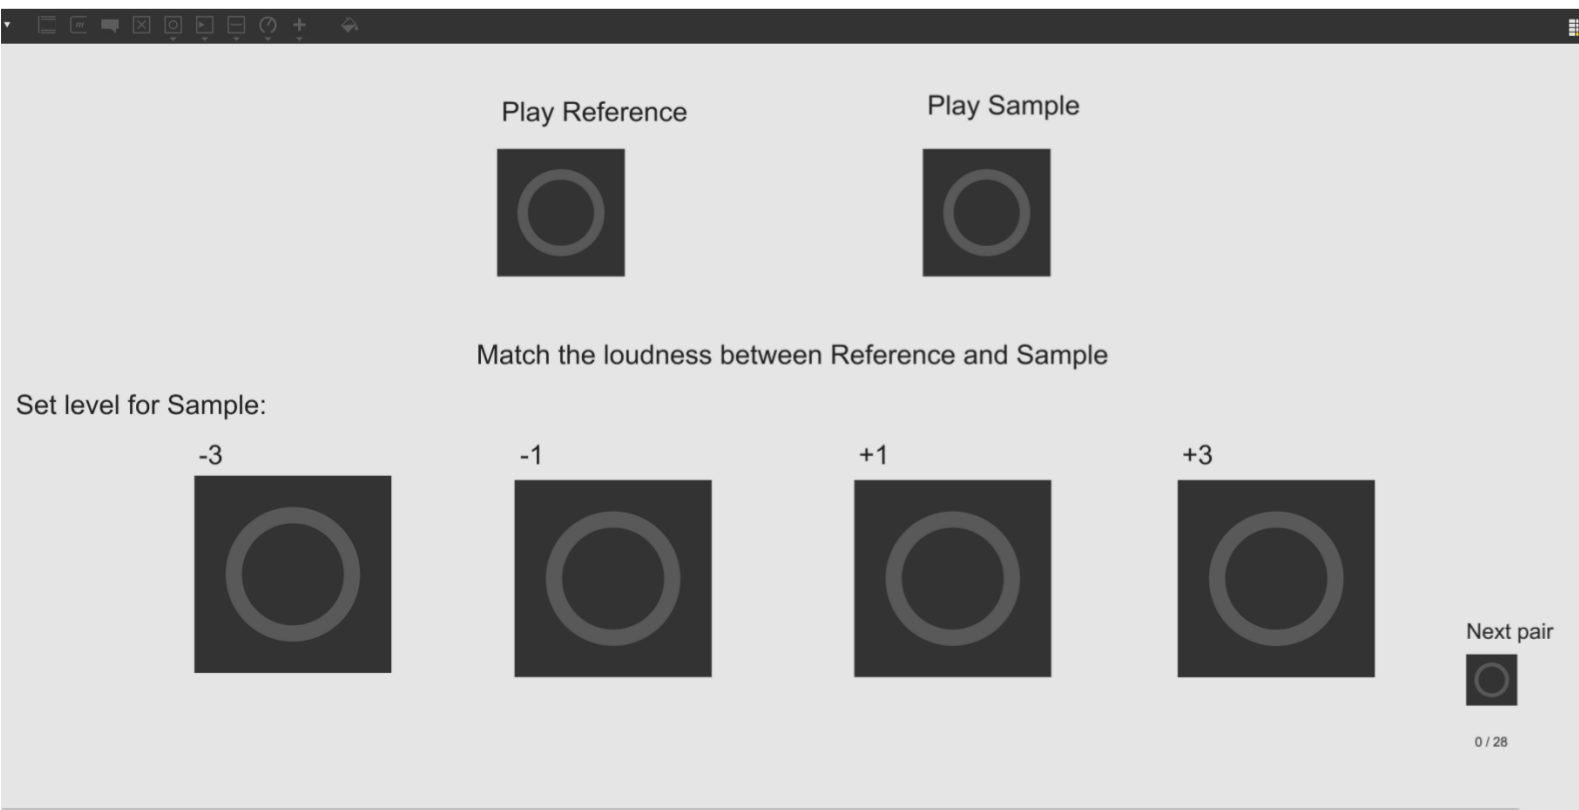 Play Reference
Play Sample
Match the loudness between Reference and Sample
Set level for Sample:
-3
-1
+1
+3
Next pair
0 / 28